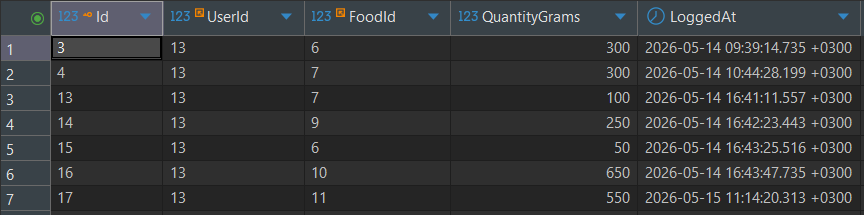 123 Id 123 UserId 123 FoodId 123 QuantityGrams LoggedAt
1 3 13 6 300 2026-05-14 09:39:14.735 +0300
2 4 13 7 300 2026-05-14 10:44:28.199 +0300
3 13 13 7 100 2026-05-14 16:41:11.557 +0300
4 14 13 9 250 2026-05-14 16:42:23.443 +0300
5 15 13 6 50 2026-05-14 16:43:25.516 +0300
6 16 13 10 650 2026-05-14 16:43:47.735 +0300
7 17 13 11 550 2026-05-15 11:14:20.313 +0300